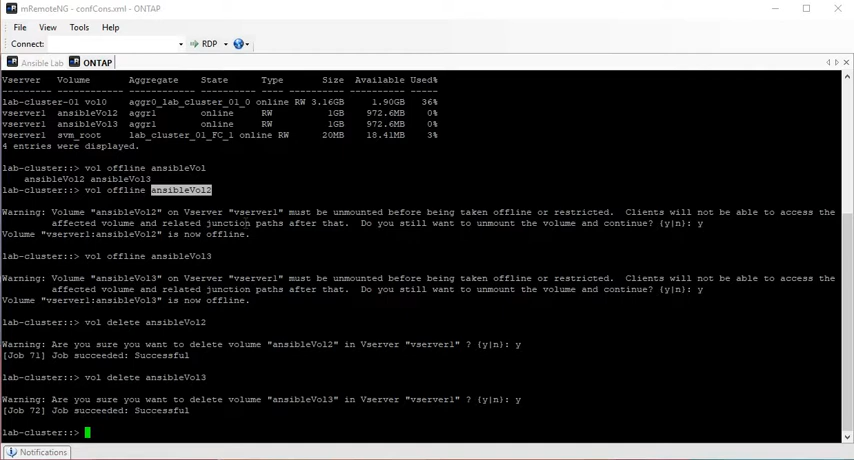 mRemoteNG - confCons.xml - ONTAP
File View Tools Help
Connect: RDP
Ansible Lab ONTAP
Vserver Volume Aggregate State Type Size Available Used%
--------- ------------ ------------ ---------- ---- ---------- ---------- -----
lab-cluster-01 vol0 aggr0_lab_cluster_01_0 online RW 3.16GB 1.90GB 36%
vserver1 ansibleVol2 aggr1 online RW 1GB 972.6MB 0%
vserver1 ansibleVol3 aggr1 online RW 1GB 972.6MB 0%
vserver1 svm_root lab_cluster_01_FC_1 online RW 20MB 18.41MB 3%
4 entries were displayed.
lab-cluster::> vol offline ansibleVol
ansibleVol2 ansibleVol3
lab-cluster::> vol offline ansibleVol2
Warning: Volume "ansibleVol2" on Vserver "vserver1" must be unmounted before being taken offline or restricted. Clients will not be able to access the
affected volume and related junction paths after that. Do you still want to unmount the volume and continue? {y|n}: y
Volume "vserver1:ansibleVol2" is now offline.
lab-cluster::> vol offline ansibleVol3
Warning: Volume "ansibleVol3" on Vserver "vserver1" must be unmounted before being taken offline or restricted. Clients will not be able to access the
affected volume and related junction paths after that. Do you still want to unmount the volume and continue? {y|n}: y
Volume "vserver1:ansibleVol3" is now offline.
lab-cluster::> vol delete ansibleVol2
Warning: Are you sure you want to delete volume "ansibleVol2" in Vserver "vserver1" ? {y|n}: y
[Job 71] Job succeeded: Successful
lab-cluster::> vol delete ansibleVol3
Warning: Are you sure you want to delete volume "ansibleVol3" in Vserver "vserver1" ? {y|n}: y
[Job 72] Job succeeded: Successful
lab-cluster::>
Notifications